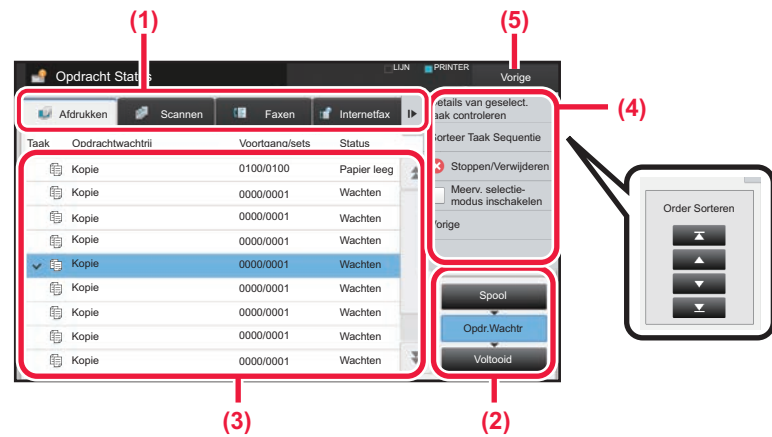 (1)
(5)
Opdracht Status
LIJN
PRINTER
Vorige
Afdrukken
Scannen
Faxen
Internetfax
Taak
Opdrachtwachtrij
Voortgang/sets
Status
Kopie 0100/0100 Papier leeg
Kopie 0000/0001 Wachten
Kopie 0000/0001 Wachten
Kopie 0000/0001 Wachten
Kopie 0000/0001 Wachten
Kopie 0000/0001 Wachten
Kopie 0000/0001 Wachten
Kopie 0000/0001 Wachten
Kopie 0000/0001 Wachten
Details van geselect.
taak controleren
Sorteer Taak Sequentie
Stoppen/Verwijderen
Meerv. selectie-
modus inschakelen
Vorige
Spool
Opdr.Wachtr
Voltooid
(4)
Order Sorteren
(3)
(2)